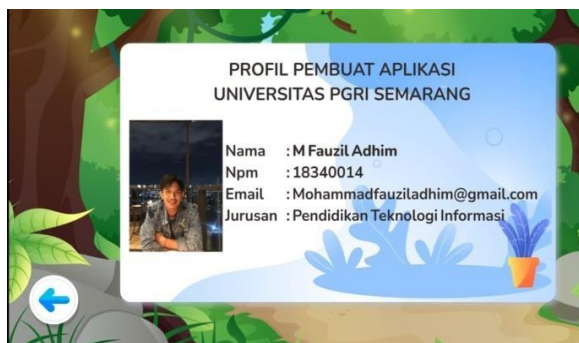 PROFIL PEMBUAT APLIKASI
UNIVERSITAS PGRI SEMARANG
Nama : M Fauzil Adhim
Npm : 18340014
Email : Mohammadfauziladhim@gmail.com
Jurusan : Pendidikan Teknologi Informasi